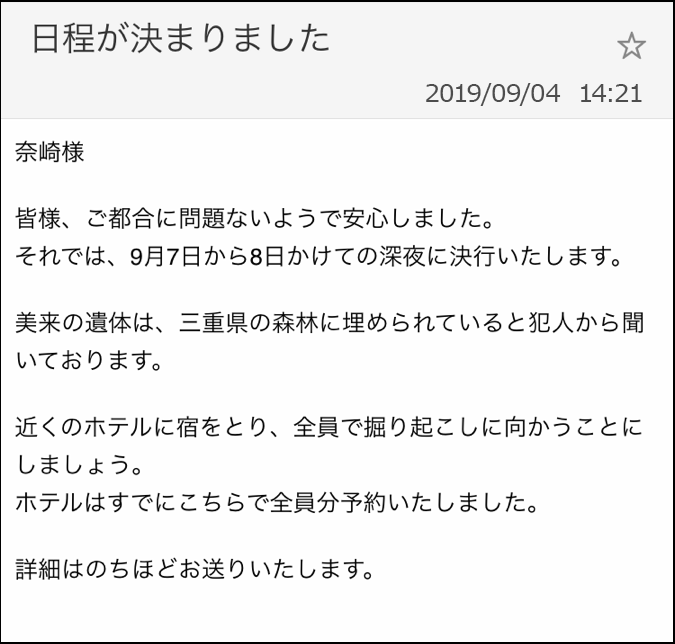 日程が決まりました
2019/09/04 14:21
奈崎様
皆様、ご都合に問題ないようで安心しました。
それでは、9月7日から8日かけての深夜に決行いたします。
美来の遺体は、三重県の森林に埋められていると犯人から聞
いております。
近くのホテルに宿をとり、全員で掘り起こしに向かうことに
しましょう。
ホテルはすでにこちらで全員分予約いたしました。
詳細はのちほどお送りいたします。